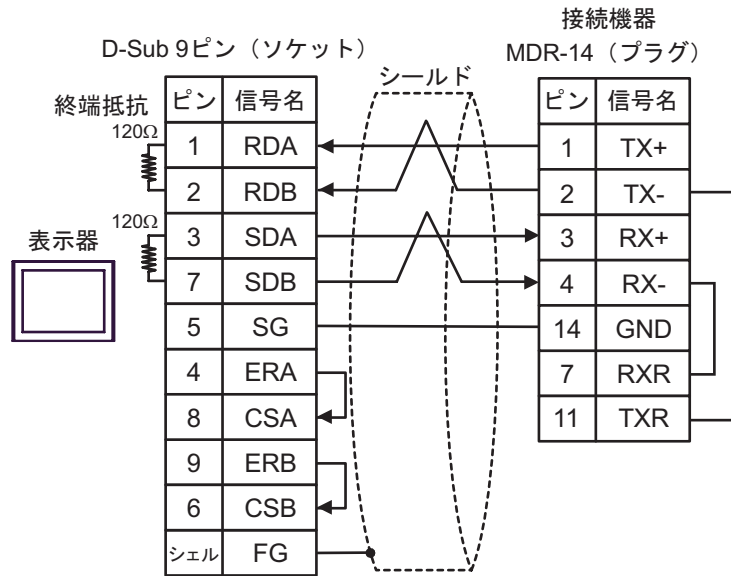 接続機器
D-Sub 9ピン（ソケット）
MDR-14（プラグ）
シールド
終端抵抗
ピン 信号名
ピン 信号名
120Ω
1 RDA
1 TX+
2 RDB
2 TX-
120Ω
3 SDA
3 RX+
表示器
7 SDB
4 RX-
5 SG
14 GND
4 ERA
7 RXR
8 CSA
11 TXR
9 ERB
6 CSB
シェル FG